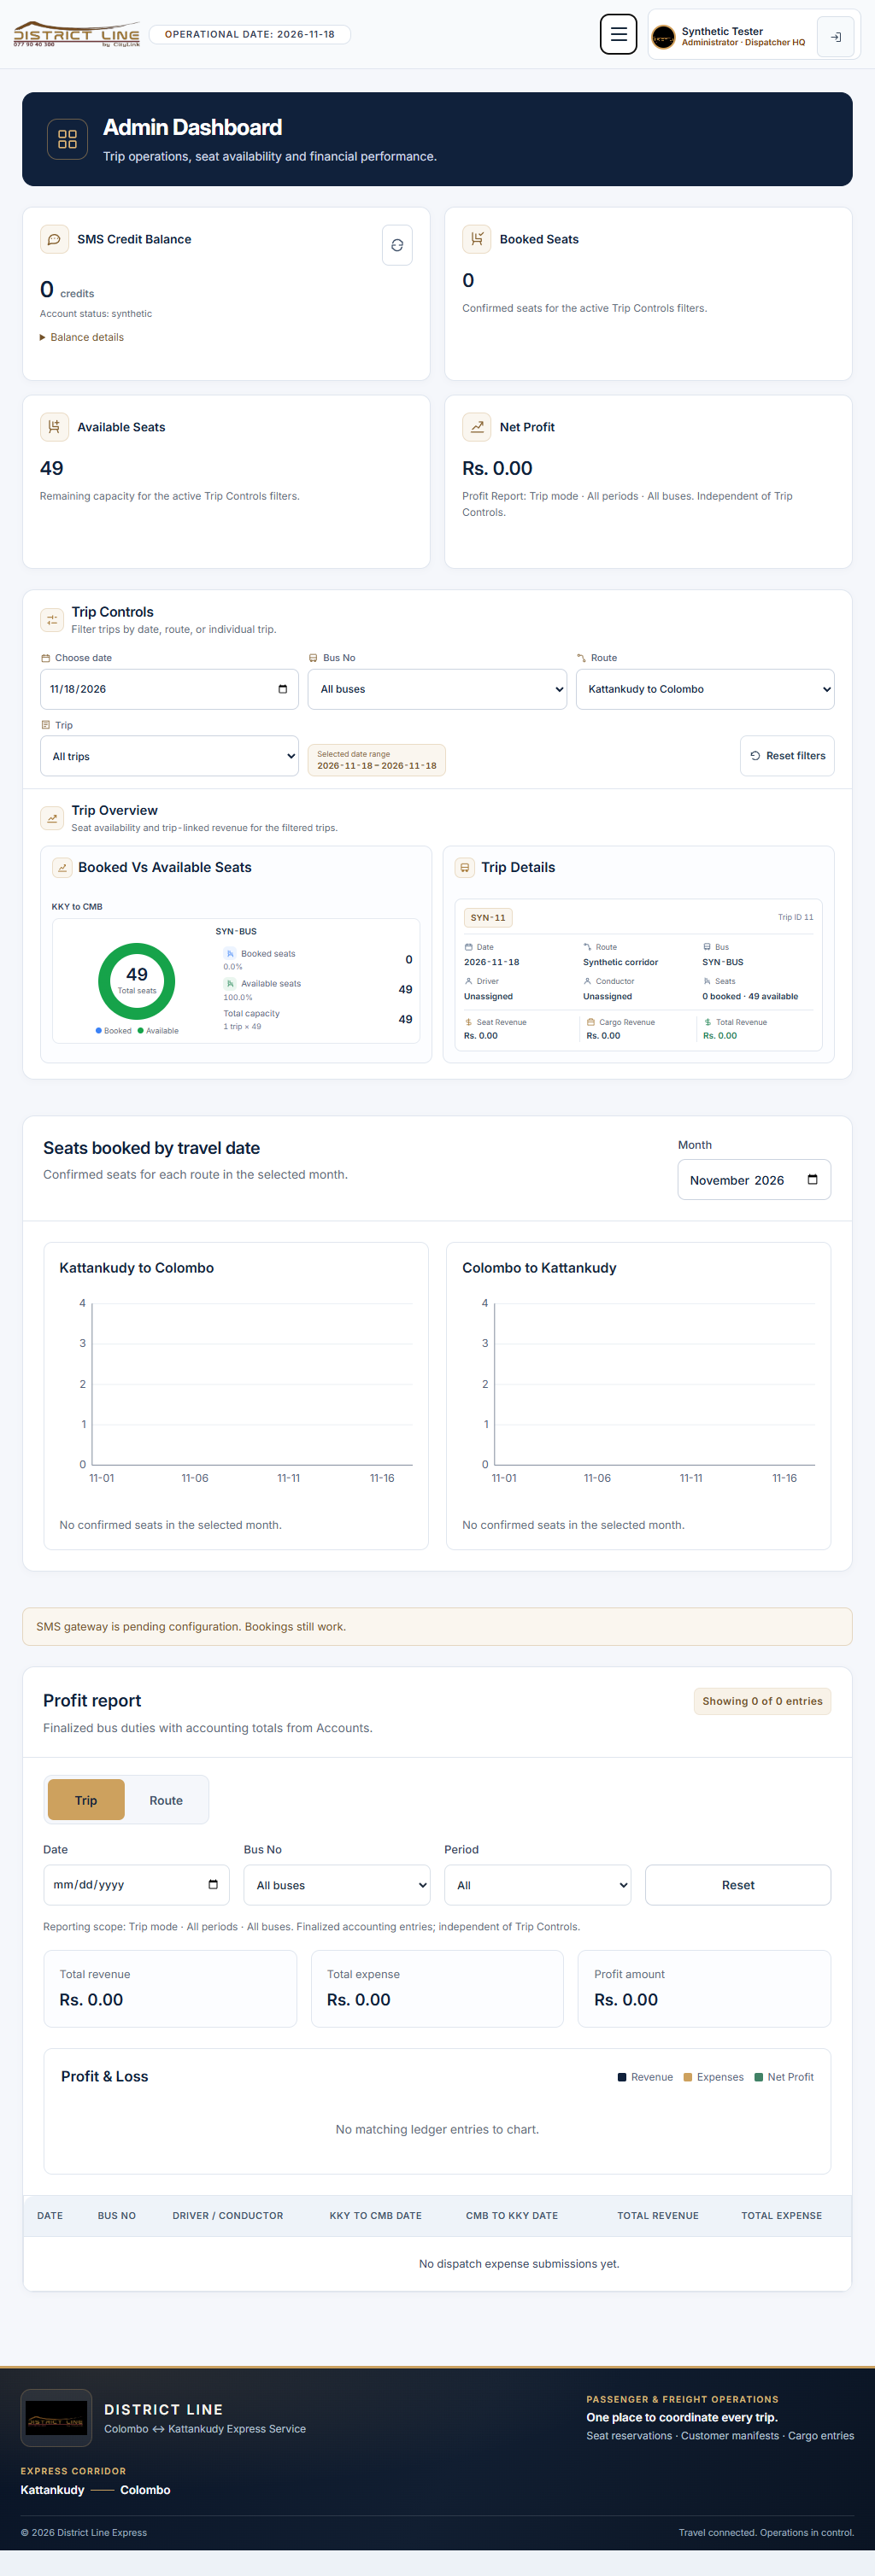 DISTRICT LINE
077 90 40 300
by CityLink
OPERATIONAL DATE: 2026-11-18
Synthetic Tester
Administrator · Dispatcher HQ
Admin Dashboard
Trip operations, seat availability and financial performance.
SMS Credit Balance
0 credits
Account status: synthetic
Balance details
Booked Seats
0
Confirmed seats for the active Trip Controls filters.
Available Seats
49
Remaining capacity for the active Trip Controls filters.
Net Profit
Rs. 0.00
Profit Report: Trip mode · All periods · All buses. Independent of Trip
Controls.
Trip Controls
Filter trips by date, route, or individual trip.
Choose date
11/18/2026
Bus No
All buses
Route
Kattankudy to Colombo
Trip
All trips
Selected date range
2026-11-18 – 2026-11-18
Reset filters
Trip Overview
Seat availability and trip-linked revenue for the filtered trips.
Booked Vs Available Seats
KKY to CMB
49
Total seats
Booked Available
SYN-BUS
Booked seats 0
0.0%
Available seats 49
100.0%
Total capacity 49
1 trip × 49
Trip Details
SYN-11 Trip ID 11
Date Route Bus
2026-11-18 Synthetic corridor SYN-BUS
Driver Conductor Seats
Unassigned Unassigned 0 booked · 49 available
Seat Revenue Cargo Revenue Total Revenue
Rs. 0.00 Rs. 0.00 Rs. 0.00
Seats booked by travel date
Confirmed seats for each route in the selected month.
Month
November 2026
Kattankudy to Colombo
4
3
2
1
0
11-01 11-06 11-11 11-16
No confirmed seats in the selected month.
Colombo to Kattankudy
4
3
2
1
0
11-01 11-06 11-11 11-16
No confirmed seats in the selected month.
SMS gateway is pending configuration. Bookings still work.
Profit report
Finalized bus duties with accounting totals from Accounts.
Showing 0 of 0 entries
Trip Route
Date
mm/dd/yyyy
Bus No
All buses
Period
All
Reset
Reporting scope: Trip mode · All periods · All buses. Finalized accounting entries; independent of Trip Controls.
Total revenue
Rs. 0.00
Total expense
Rs. 0.00
Profit amount
Rs. 0.00
Profit & Loss
Revenue Expenses Net Profit
No matching ledger entries to chart.
DATE BUS NO DRIVER / CONDUCTOR KKY TO CMB DATE CMB TO KKY DATE TOTAL REVENUE TOTAL EXPENSE
No dispatch expense submissions yet.
DISTRICT LINE
DISTRICT LINE
Colombo ↔ Kattankudy Express Service
PASSENGER & FREIGHT OPERATIONS
One place to coordinate every trip.
Seat reservations · Customer manifests · Cargo entries
EXPRESS CORRIDOR
Kattankudy — Colombo
© 2026 District Line Express
Travel connected. Operations in control.